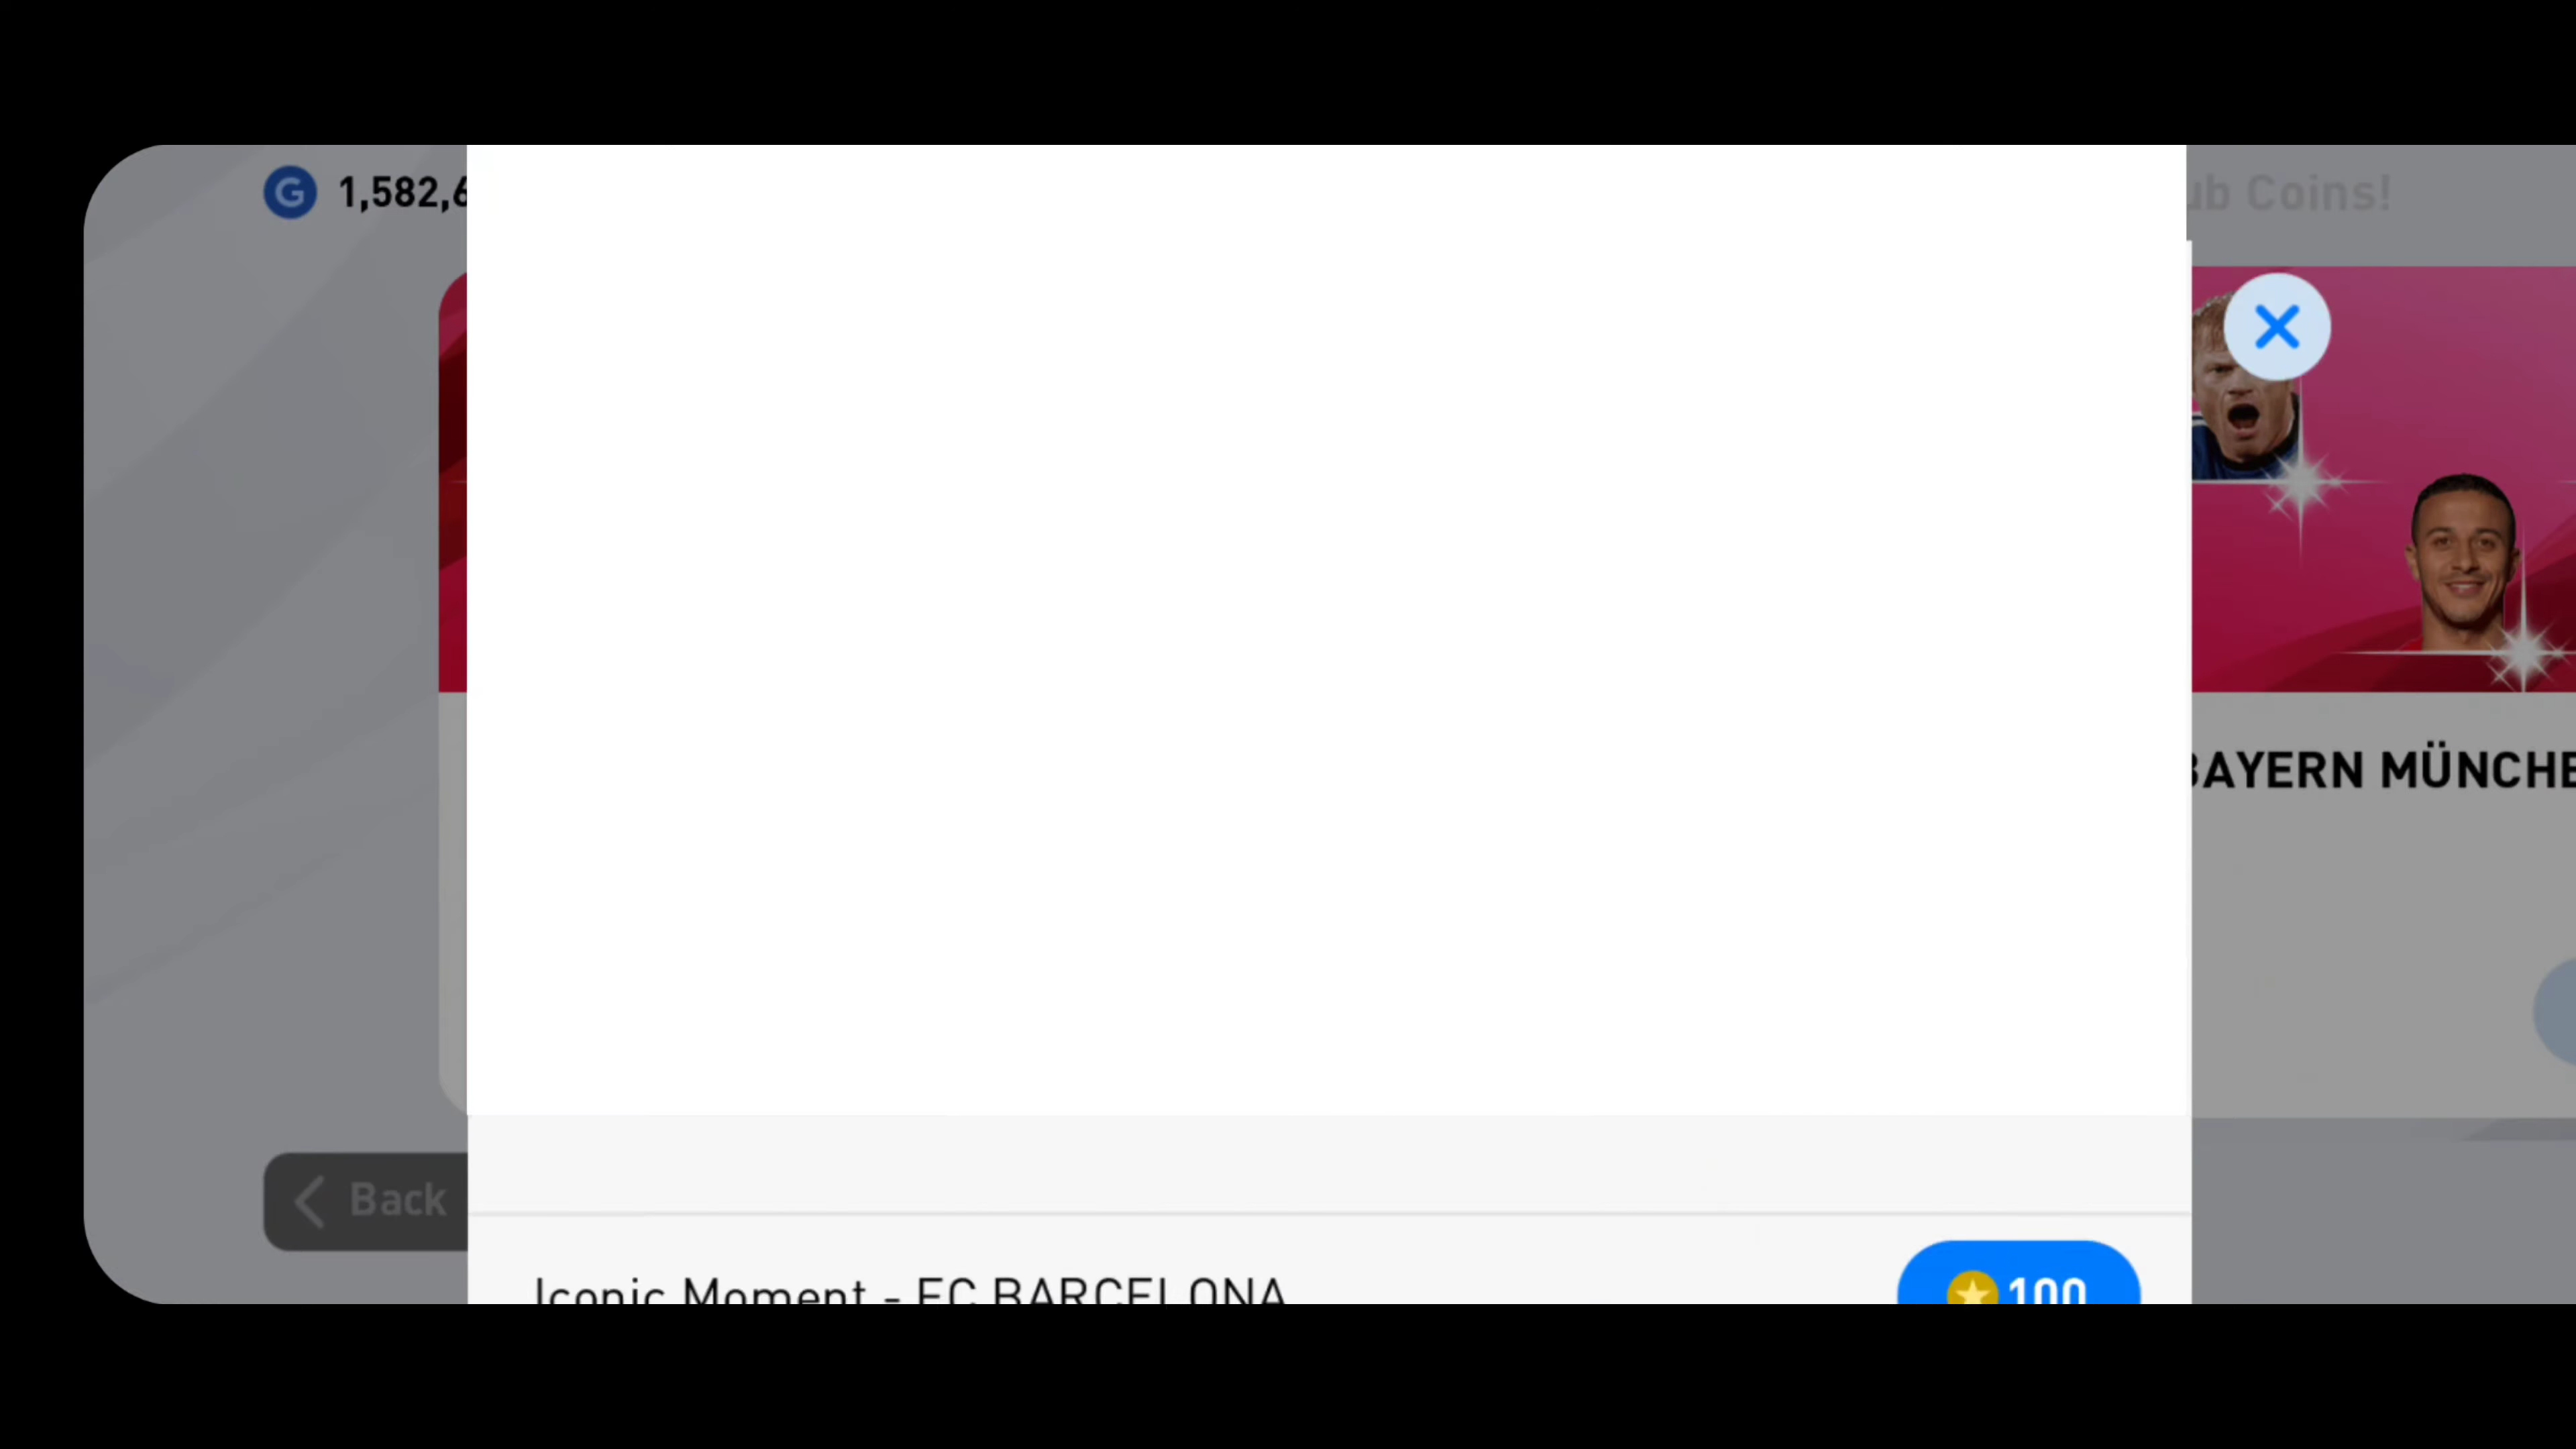 G 1,582,6
ub Coins!
BAYERN MÜNCHE
Back
Iconic Moment - FC BARCELONA
100